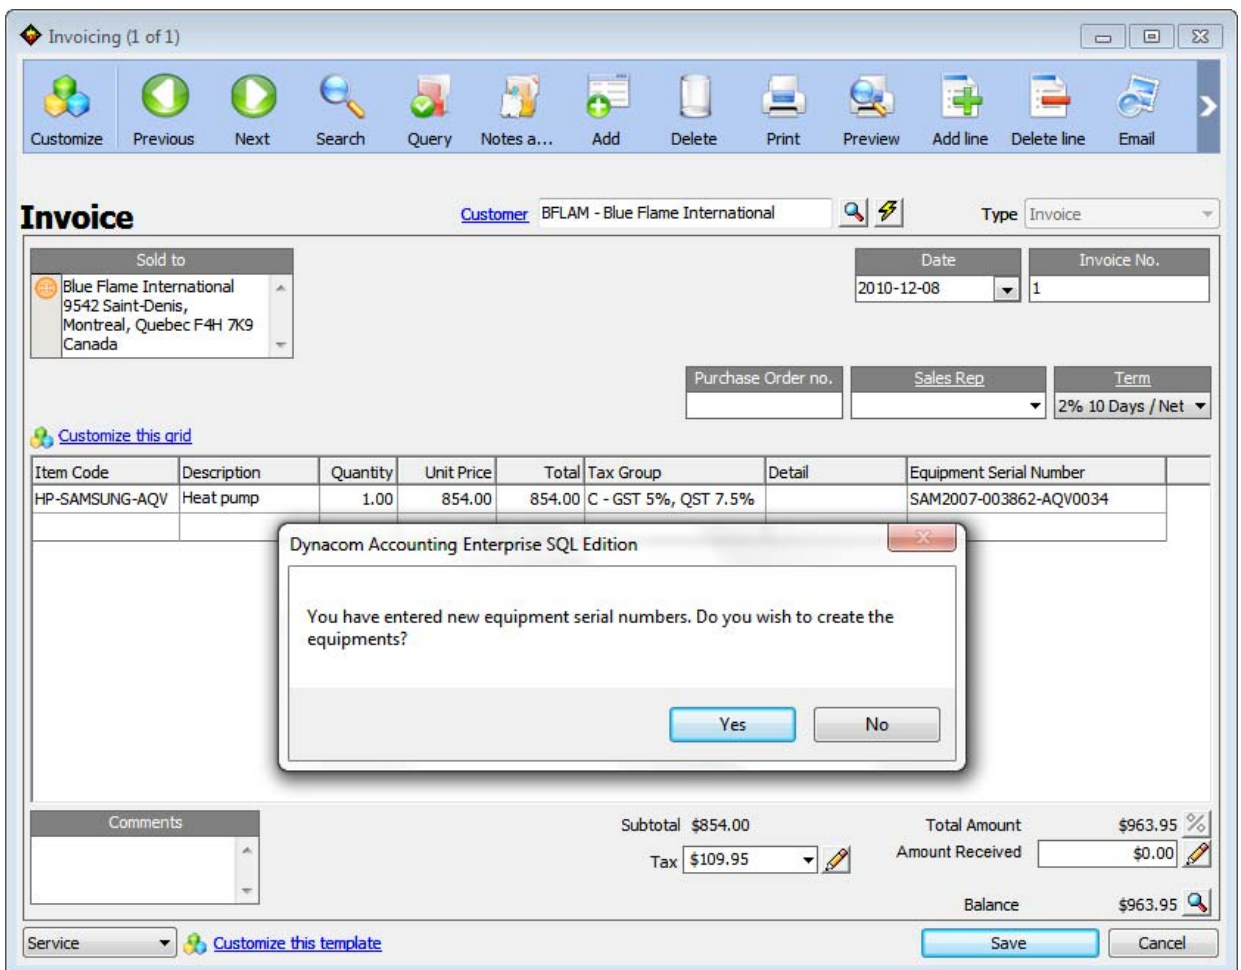 Invoicing (1 of 1)
Customize Previous Next Search Query Notes a... Add Delete Print Preview Add line Delete line Email
Invoice
Customer BFLAM - Blue Flame International Type Invoice
Sold to
Blue Flame International
9542 Saint-Denis,
Montreal, Quebec F4H 7K9
Canada
Date Invoice No.
2010-12-08 1
Purchase Order no. Sales Rep Term
2% 10 Days / Net
Customize this grid
Item Code Description Quantity Unit Price Total Tax Group Detail Equipment Serial Number
HP-SAMSUNG-AQV Heat pump 1.00 854.00 854.00 C - GST 5%, QST 7.5% SAM2007-003862-AQV0034
Dynacom Accounting Enterprise SQL Edition
You have entered new equipment serial numbers. Do you wish to create the
equipments?
Yes No
Comments
Subtotal $854.00 Total Amount $963.95 %
Tax $109.95 Amount Received $0.00
Balance $963.95
Service Customize this template Save Cancel